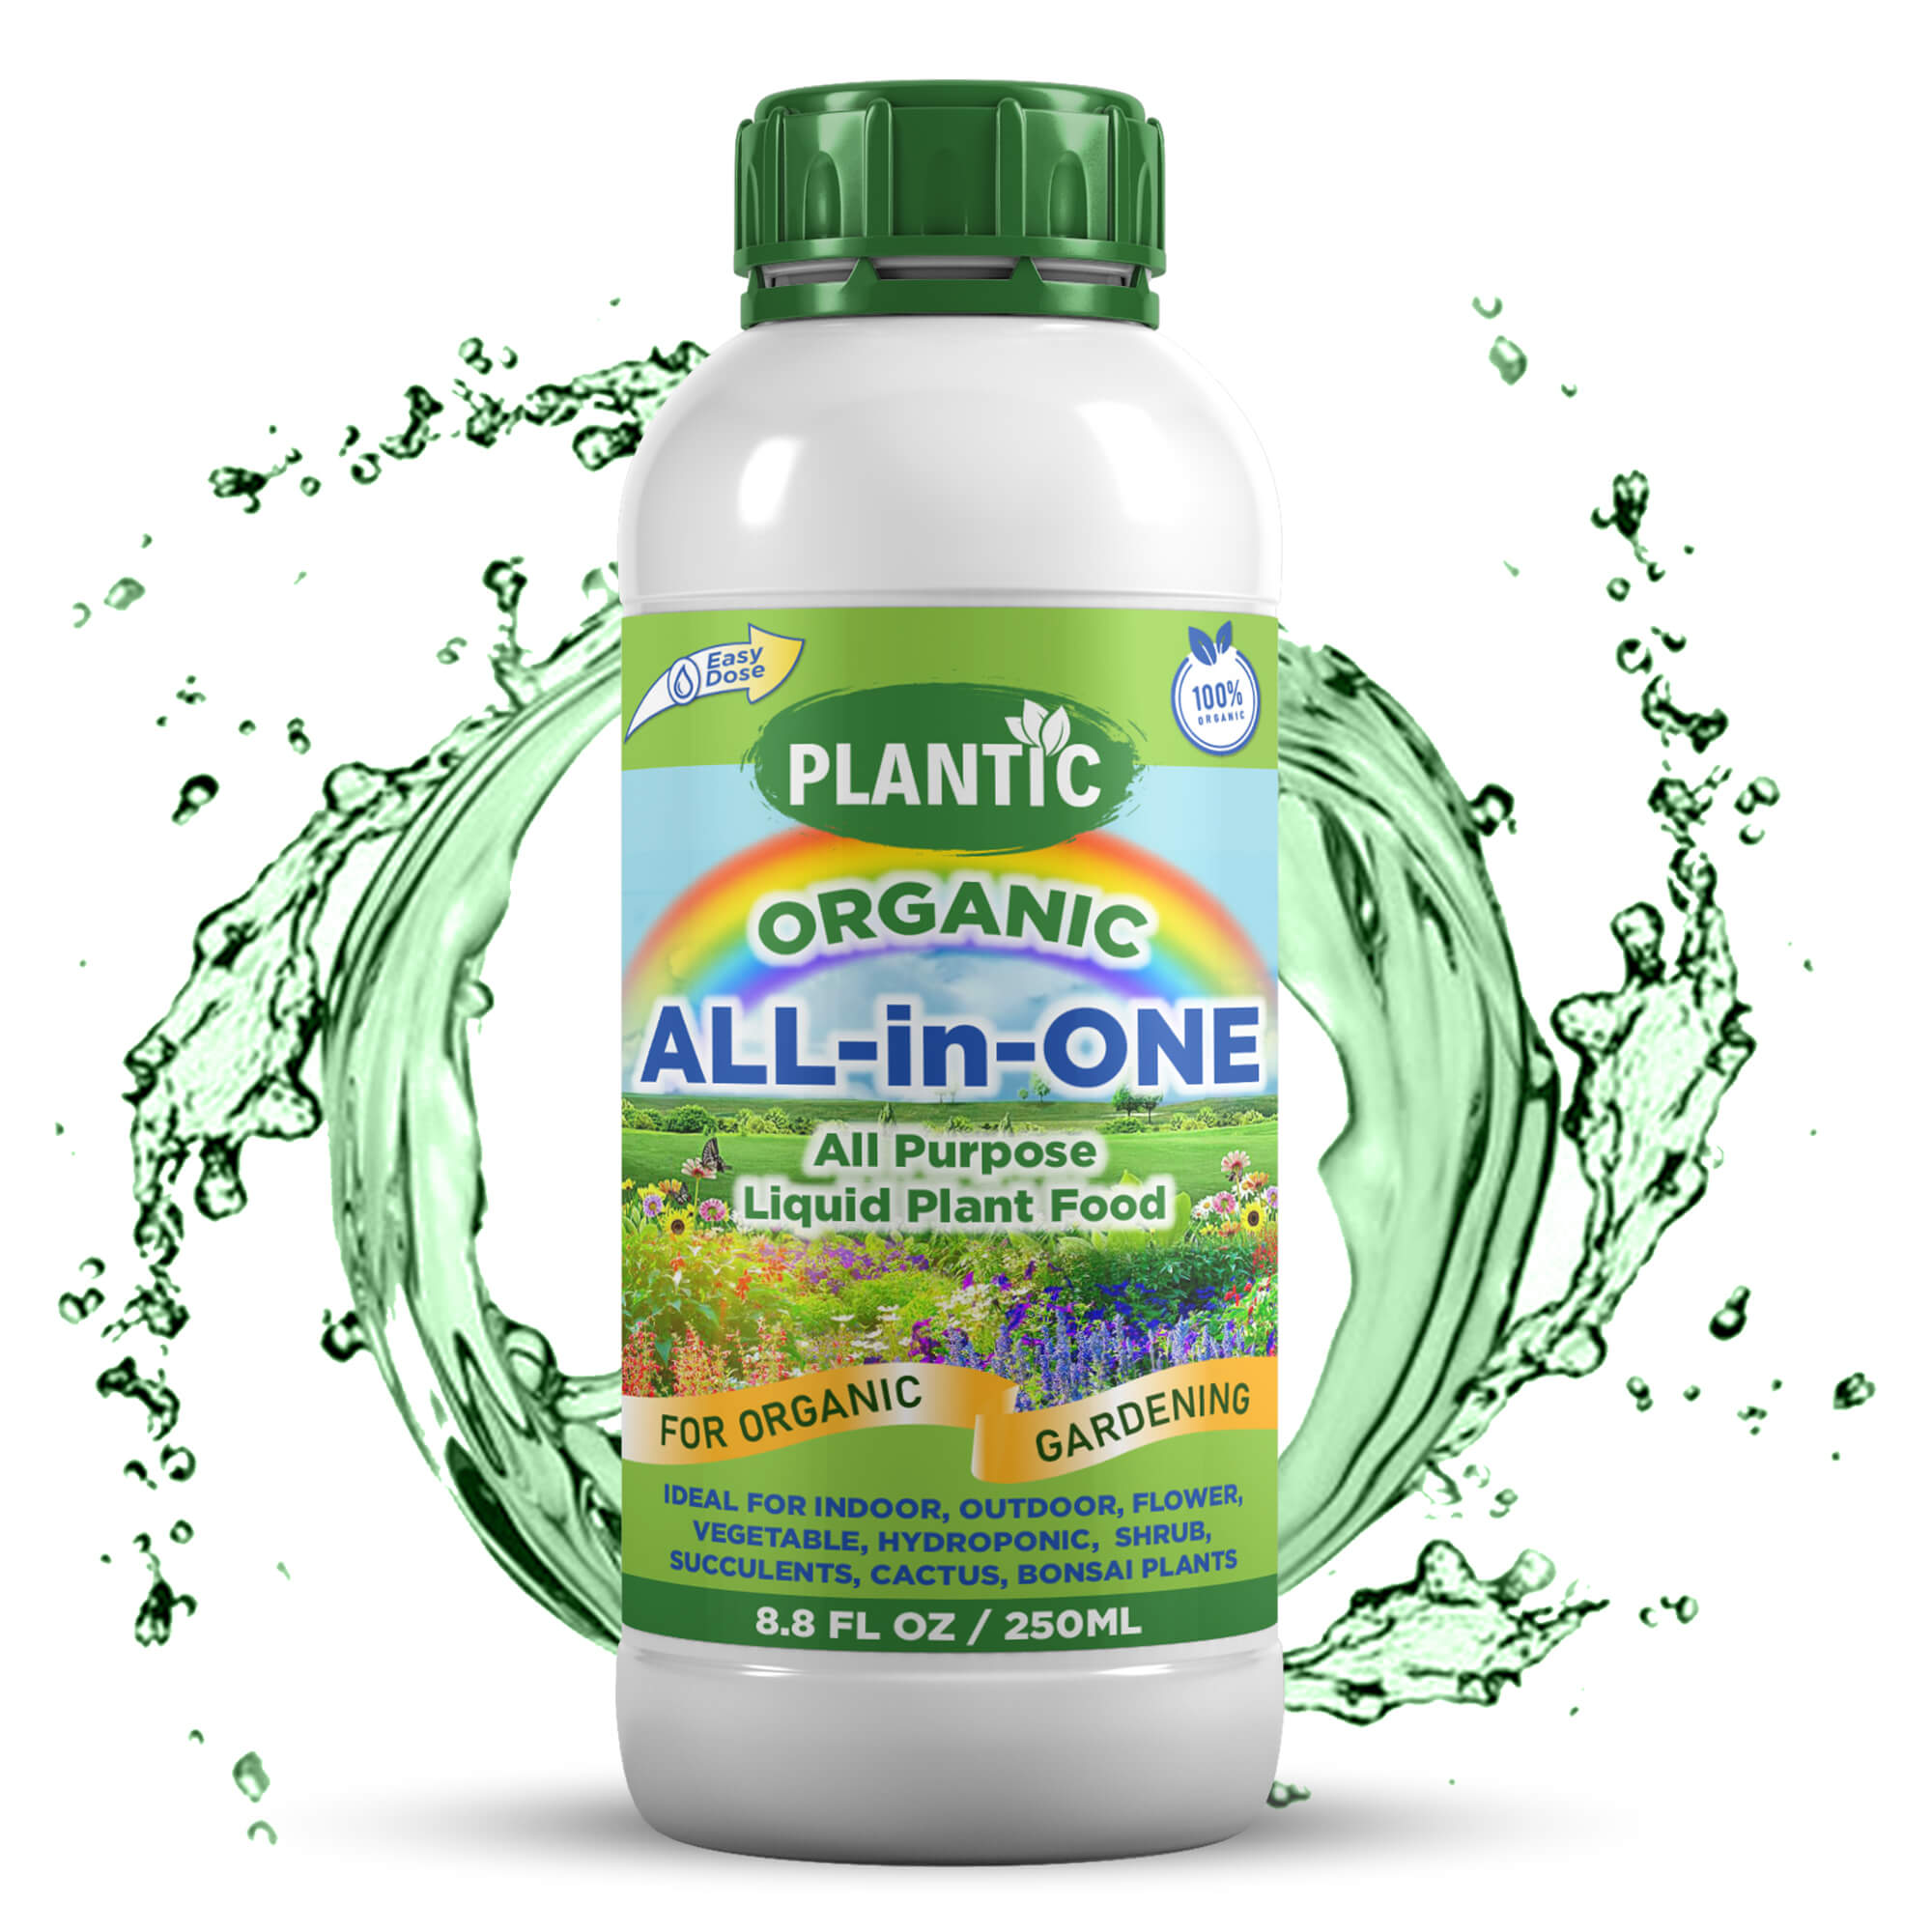 Easy
Dose
100%
ORGANIC
PLANTIC
ORGANIC
ALL-in-ONE
All Purpose
Liquid Plant Food
FOR ORGANIC GARDENING
IDEAL FOR INDOOR, OUTDOOR, FLOWER,
VEGETABLE, HYDROPONIC, SHRUB,
SUCCULENTS, CACTUS, BONSAI PLANTS
8.8 FL OZ / 250ML